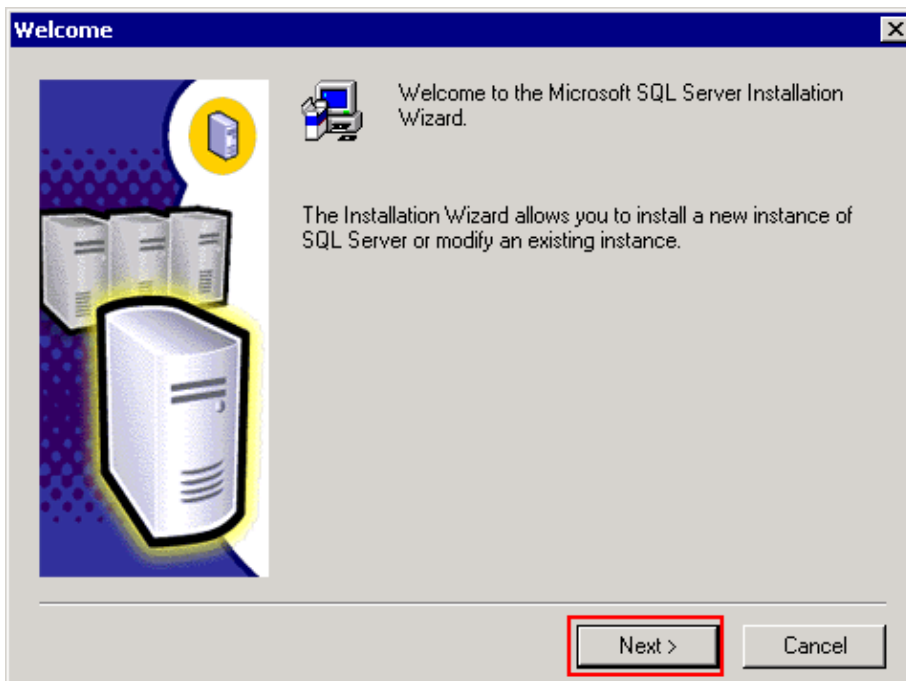 Welcome
Welcome to the Microsoft SQL Server Installation
Wizard.
The Installation Wizard allows you to install a new instance of
SQL Server or modify an existing instance.
Next >
Cancel